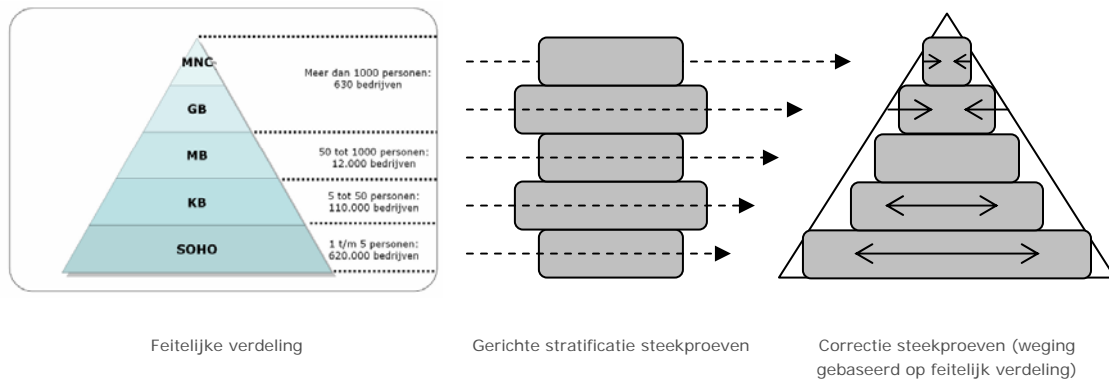 MNC
Meer dan 1000 personen:
630 bedrijven
GB
MB
50 tot 1000 personen:
12.000 bedrijven
KB
5 tot 50 personen:
110.000 bedrijven
SOHO
1 t/m 5 personen:
620.000 bedrijven
Feitelijke verdeling
Gerichte stratificatie steekproeven
Correctie steekproeven (weging
gebaseerd op feitelijk verdeling)